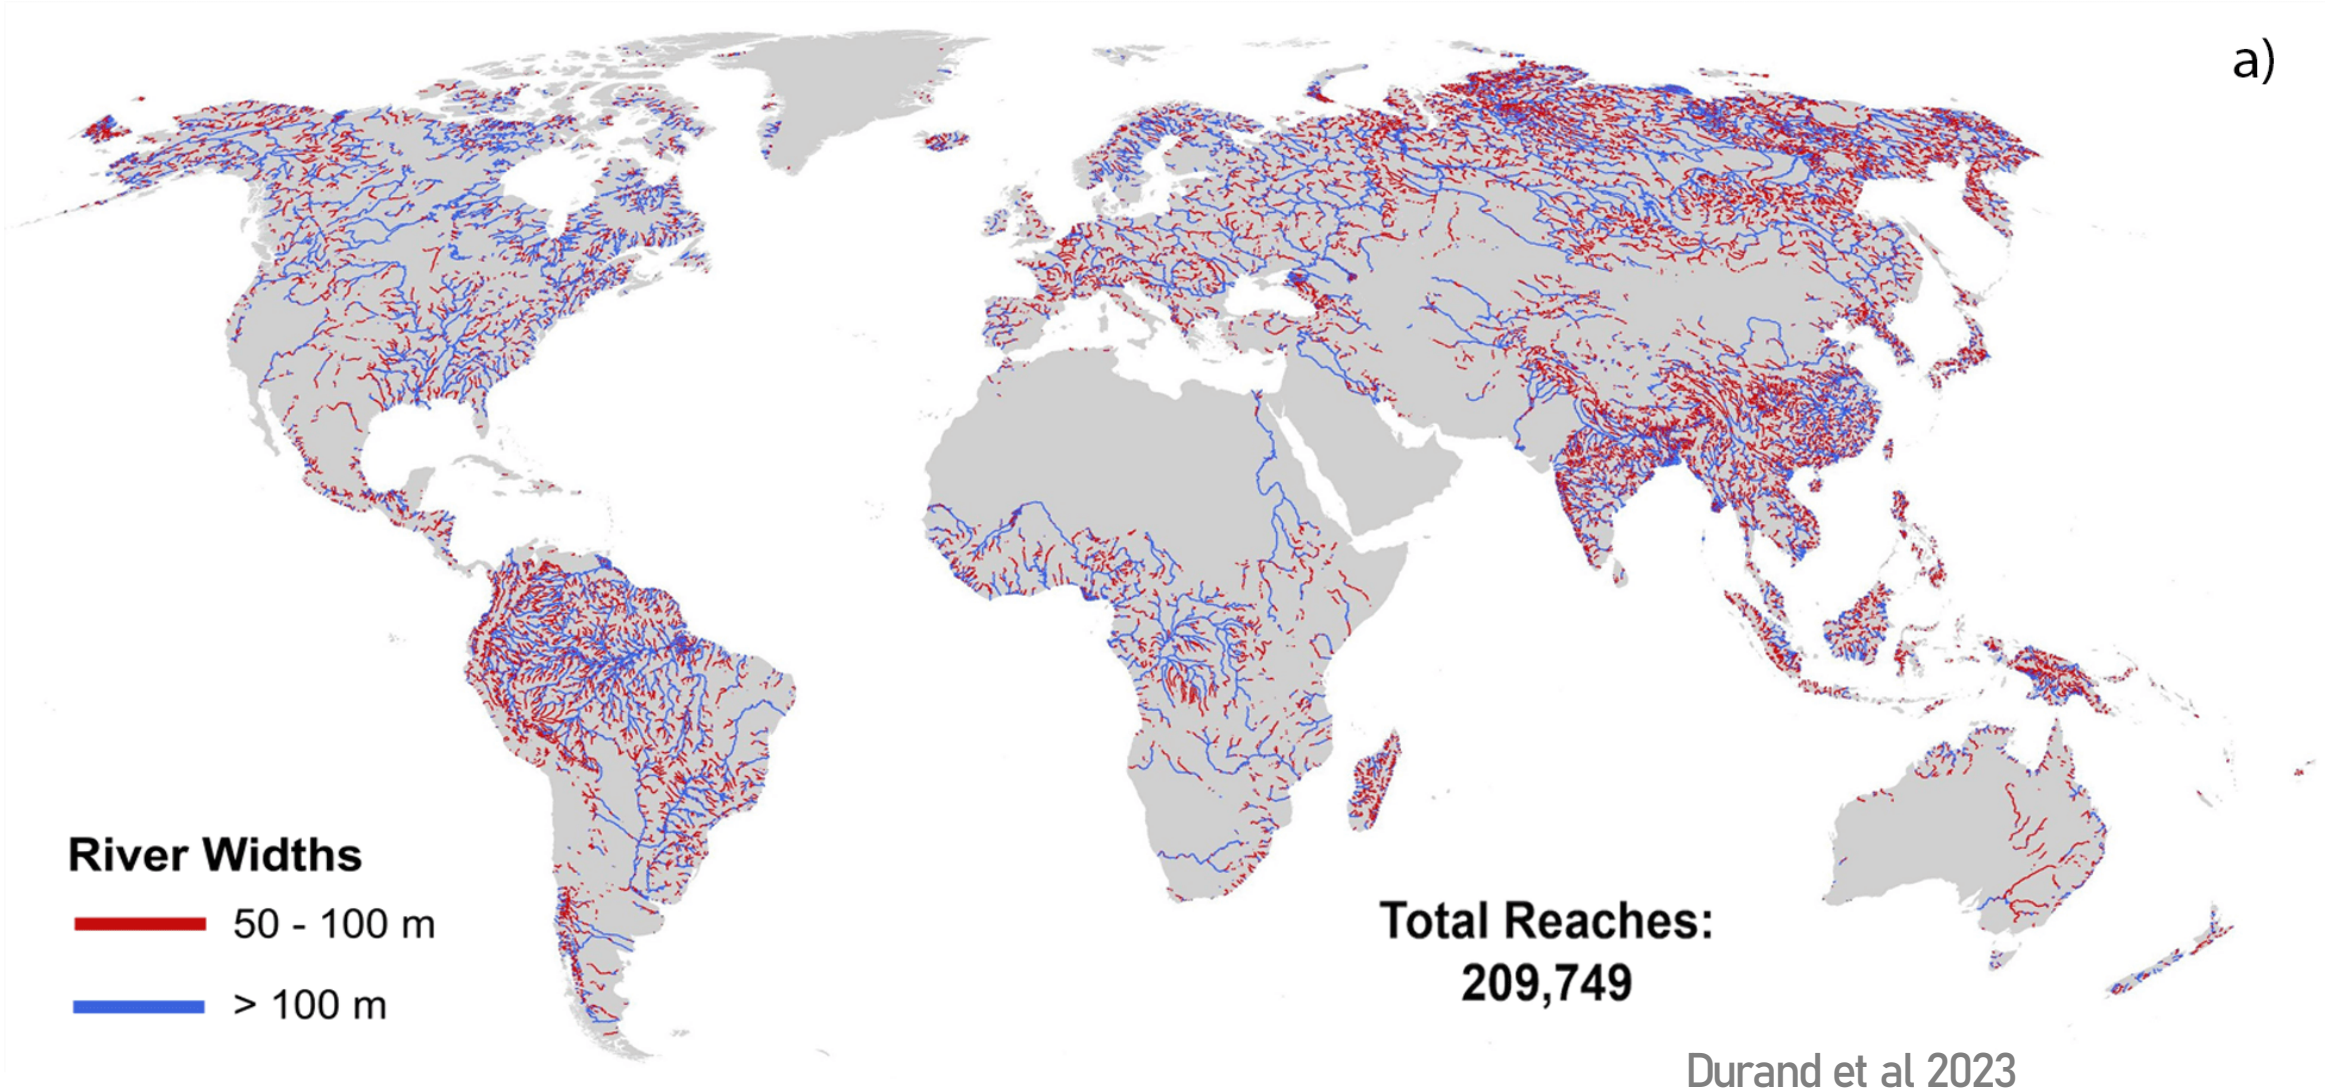 a)
River Widths
50 - 100 m
> 100 m
Total Reaches:
209,749
Durand et al 2023